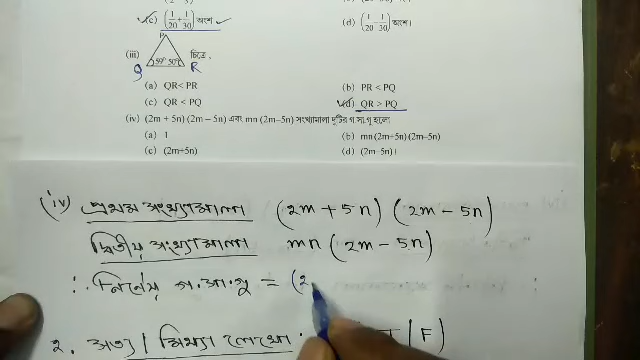 (c) (1/20 + 1/30) অংশে
(d) (1/20 - 1/30) অংশে।
P
(iii) 59° 50° চিত্রে,
Q R
(a) QR < PR
(b) PR < PQ
(c) QR < PQ
(d) QR > PQ
(iv) (2m + 5n) (2m – 5n) এবং mn (2m–5n) সংখ্যামালা দুটির গ.সা.গু হলো
(a) 1
(b) mn (2m+5n) (2m–5n)
(c) (2m+5n)
(d) (2m–5n)।
(iv) প্রথম সংখ্যামালা (2m + 5n) (2m – 5n)
দ্বিতীয় সংখ্যামালা mn (2m – 5n)
∴ নির্ণেয় গ.সা.গু = (2
২. সত্য / মিথ্যা লেখো : F)